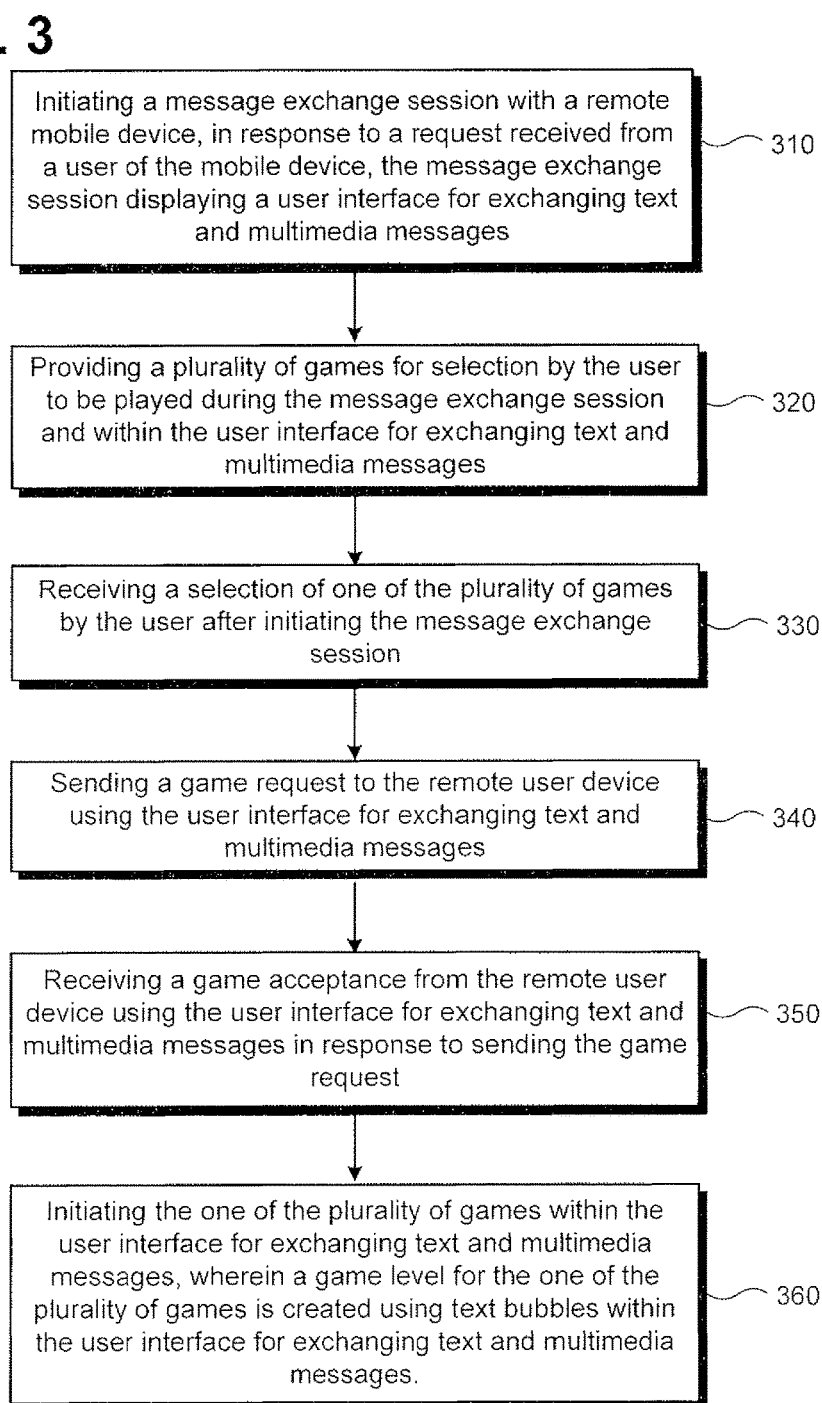 . 3
Initiating a message exchange session with a remote
mobile device, in response to a request received from
a user of the mobile device, the message exchange
session displaying a user interface for exchanging text
and multimedia messages
310
Providing a plurality of games for selection by the user
to be played during the message exchange session
and within the user interface for exchanging text and
multimedia messages
320
Receiving a selection of one of the plurality of games
by the user after initiating the message exchange
session
330
Sending a game request to the remote user device
using the user interface for exchanging text and
multimedia messages
340
Receiving a game acceptance from the remote user
device using the user interface for exchanging text and
multimedia messages in response to sending the game
request
350
Initiating the one of the plurality of games within the
user interface for exchanging text and multimedia
messages, wherein a game level for the one of the
plurality of games is created using text bubbles within
the user interface for exchanging text and multimedia
messages.
360